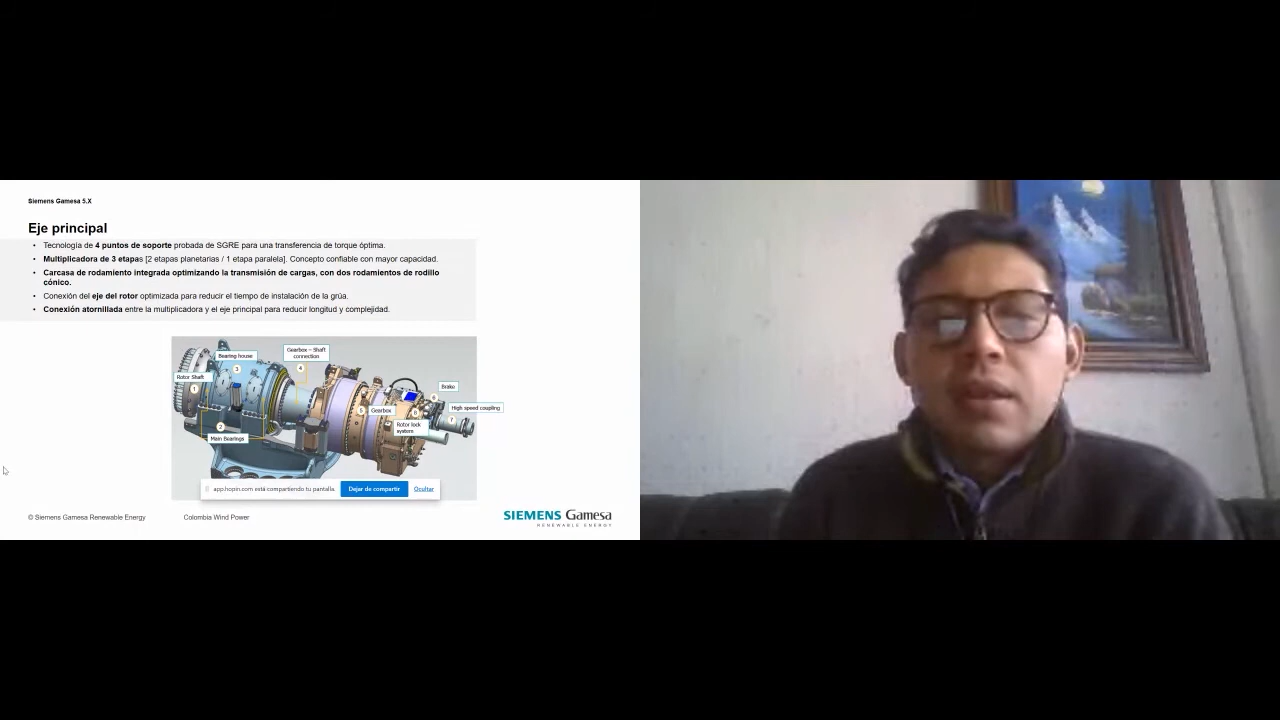 Siemens Gamesa 5.X
Eje principal
• Tecnología de 4 puntos de soporte probada de SGRE para una transferencia de torque óptima.
• Multiplicadora de 3 etapas [2 etapas planetarias / 1 etapa paralela]. Concepto confiable con mayor capacidad.
• Carcasa de rodamiento integrada optimizando la transmisión de cargas, con dos rodamientos de rodillo
cónico.
• Conexión del eje del rotor optimizada para reducir el tiempo de instalación de la grúa.
• Conexión atornillada entre la multiplicadora y el eje principal para reducir longitud y complejidad.
Gearbox – Shaft
connection
Bearing house
3
4
Rotor Shaft
1
Brake
5
Gearbox
High speed coupling
7
Rotor lock
system
2
Main Bearings
app.hopin.com está compartiendo tu pantalla.
Dejar de compartir
Ocultar
© Siemens Gamesa Renewable Energy
Colombia Wind Power
SIEMENS Gamesa
RENEWABLE ENERGY